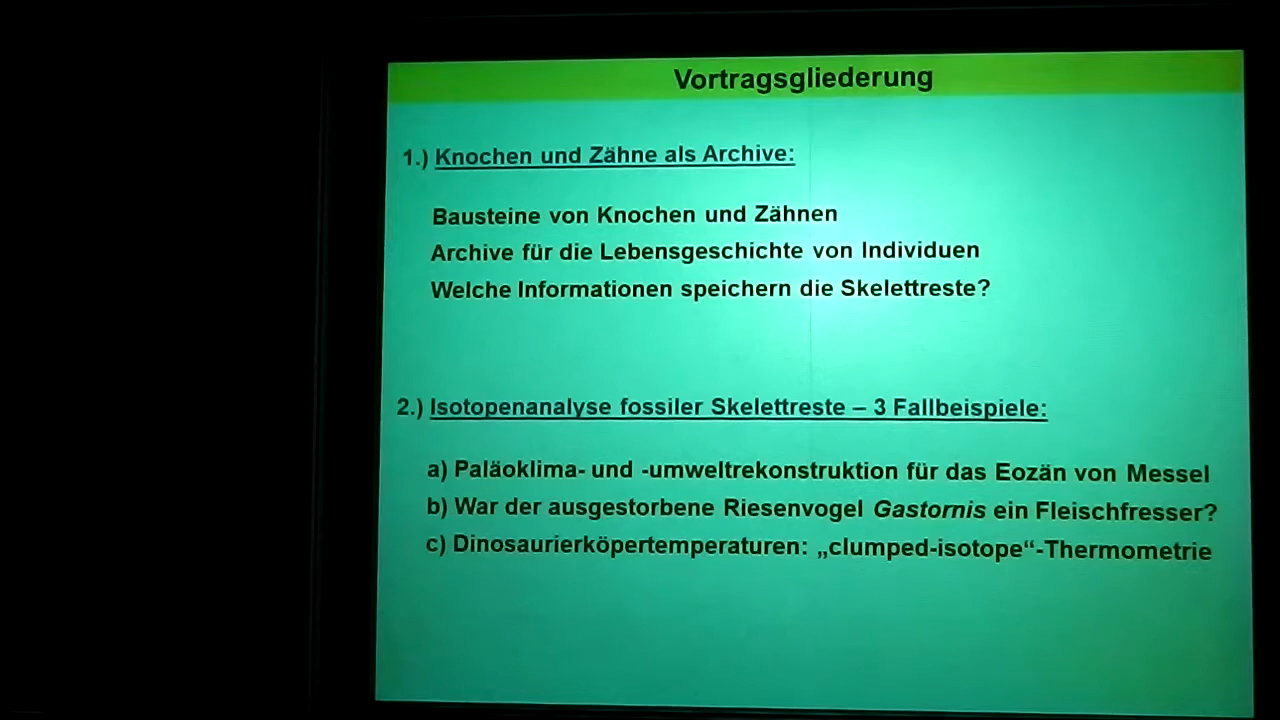 Vortragsgliederung
1.) Knochen und Zähne als Archive:
Bausteine von Knochen und Zähnen
Archive für die Lebensgeschichte von Individuen
Welche Informationen speichern die Skelettreste?
2.) Isotopenanalyse fossiler Skelettreste – 3 Fallbeispiele:
a) Paläoklima- und -umweltrekonstruktion für das Eozän von Messel
b) War der ausgestorbene Riesenvogel Gastornis ein Fleischfresser?
c) Dinosaurierköpertemperaturen: „clumped-isotope“-Thermometrie